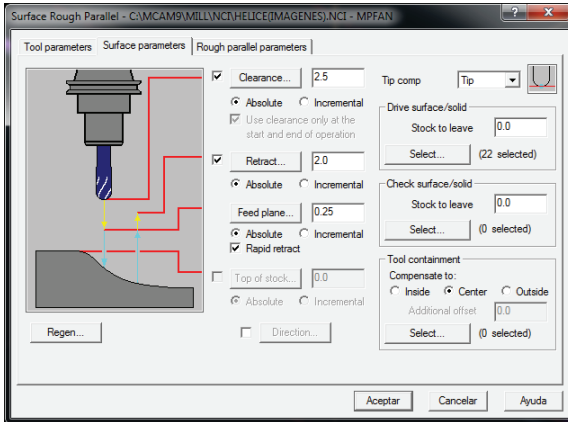 Surface Rough Parallel - C:\MCAM9\MILL\NCI\HELICE(IMAGENES).NCI - MPFAN
Tool parameters Surface parameters Rough parallel parameters
Clearance... 2.5
Absolute Incremental
Use clearance only at the
start and end of operation
Retract... 2.0
Absolute Incremental
Feed plane... 0.25
Absolute Incremental
Rapid retract
Top of stock... 0.0
Absolute Incremental
Regen... Direction...
Tip comp Tip
Drive surface/solid
Stock to leave 0.0
Select... (22 selected)
Check surface/solid
Stock to leave 0.0
Select... (0 selected)
Tool containment
Compensate to:
Inside Center Outside
Additional offset 0.0
Select... (0 selected)
Aceptar Cancelar Ayuda